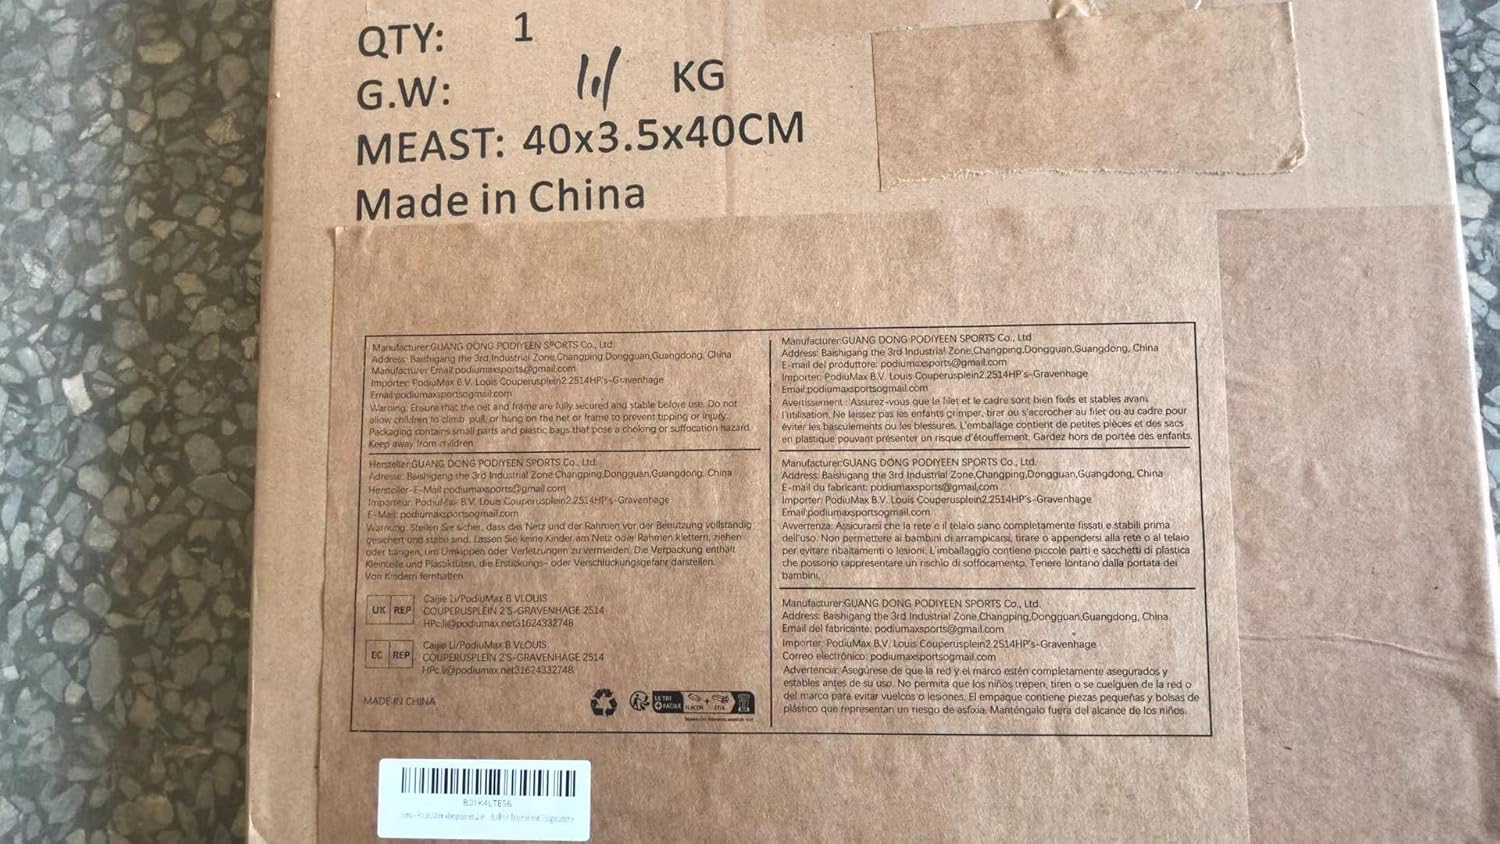 QTY: 1
G.W: KG
MEAST: 40x3.5x40CM
Made in China
Manufacturer:GUANG DONG PODIYEEN SPORTS Co., Ltd.
Address: Baishigang the 3rd Industrial Zone,Changping,Dongguan,Guangdong, China
Manufacturer Email:podiumaxsports@gmail.com
Importer: PodiuMax B.V. Louis Couperusplein2.2514HP's-Gravenhage
Email:podiumaxsportsogmail.com
Warning: Ensure that the net and frame are fully secured and stable before use. Do not
allow children to climb, pull, or hang on the net or frame to prevent tipping or injury.
Packaging contains small parts and plastic bags that pose a choking or suffocation hazard.
Keep away from children.
Hersteller:GUANG DONG PODIYEEN SPORTS Co., Ltd.
Adresse: Baishigang the 3rd Industrial Zone,Changping,Dongguan,Guangdong, China
Hersteller-E-Mail:podiumaxsports@gmail.com
Importeur: PodiuMax B.V. Louis Couperusplein2.2514HP's-Gravenhage
E-Mail: podiumaxsportsogmail.com
Warnung: Stellen Sie sicher, dass das Netz und der Rahmen vor der Benutzung vollständig
gesichert und stabil sind. Lassen Sie keine Kinder am Netz oder Rahmen klettern, ziehen
oder hängen, um Umkippen oder Verletzungen zu vermeiden. Die Verpackung enthält
Kleinteile und Plastiktüten, die Erstickungs- oder Verschluckungsgefahr darstellen.
Von Kindern fernhalten.
UK REP
Caijie Li/PodiuMax B VLOUIS
COUPERUSPLEIN 2'S-GRAVENHAGE 2514
HPc.li@podiumax.net31624332748
EC REP
Caijie Li/PodiuMax B VLOUIS
COUPERUSPLEIN 2'S-GRAVENHAGE 2514
HPc.li@podiumax.net31624332748
MADE IN CHINA
LE TRI
+ FACILE
Manufacturer:GUANG DONG PODIYEEN SPORTS Co., Ltd
Address: Baishigang the 3rd Industrial Zone,Changping,Dongguan,Guangdong, China
E-mail del produttore: podiumaxsports@gmail.com
Importer: PodiuMax B.V. Louis Couperusplein2.2514HP's-Gravenhage
Email:podiumaxsportsogmail.com
Avertissement : Assurez-vous que le filet et le cadre sont bien fixés et stables avant
l'utilisation. Ne laissez pas les enfants grimper, tirer ou s'accrocher au filet ou au cadre pour
éviter les basculements ou les blessures. L'emballage contient de petites pièces et des sacs
en plastique pouvant présenter un risque d'étouffement. Gardez hors de portée des enfants.
Manufacturer:GUANG DONG PODIYEEN SPORTS Co., Ltd.
Address: Baishigang the 3rd Industrial Zone,Changping,Dongguan,Guangdong, China
E-mail du fabricant: podiumaxsports@gmail.com
Importer: PodiuMax B.V. Louis Couperusplein2.2514HP's-Gravenhage
Email:podiumaxsportsogmail.com
Avvertenza: Assicurarsi che la rete e il telaio siano completamente fissati e stabili prima
dell'uso. Non permettere ai bambini di arrampicarsi, tirare o appendersi alla rete o al telaio
per evitare ribaltamenti o lesioni. L'imballaggio contiene piccole parti e sacchetti di plastica
che possono rappresentare un rischio di soffocamento. Tenere lontano dalla portata dei
bambini.
Manufacturer:GUANG DONG PODIYEEN SPORTS Co., Ltd.
Address: Baishigang the 3rd Industrial Zone,Changping,Dongguan,Guangdong, China
Email del fabricante: podiumaxsports@gmail.com
Importer: PodiuMax B.V. Louis Couperusplein2.2514HP's-Gravenhage
Correo electrónico: podiumaxsportsogmail.com
Advertencia: Asegúrese de que la red y el marco estén completamente asegurados y
estables antes de su uso. No permita que los niños trepen, tiren o se cuelguen de la red o
del marco para evitar vuelcos o lesiones. El empaque contiene piezas pequeñas y bolsas de
plástico que representan un riesgo de asfixia. Manténgalo fuera del alcance de los niños.
B01K4LTES6